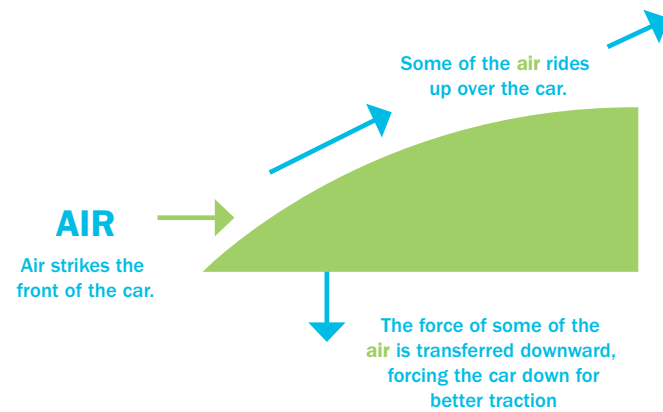 Some of the air rides
up over the car.
AIR
Air strikes the
front of the car.
The force of some of the
air is transferred downward,
forcing the car down for
better traction